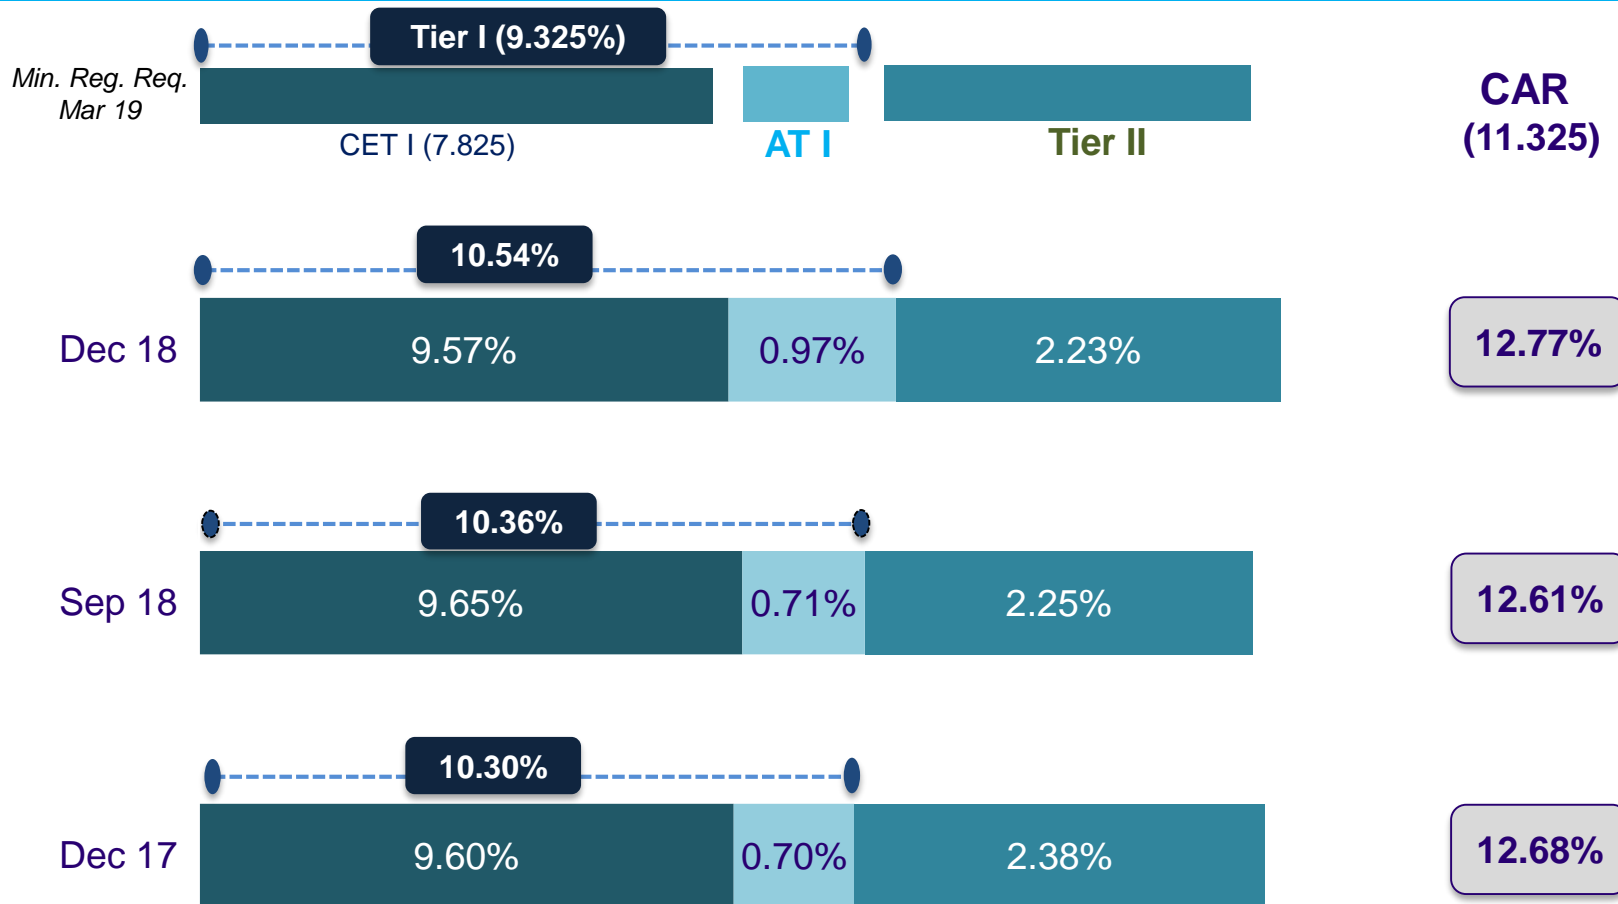 Tier I (9.325%)
Min. Reg. Req.
Mar 19
CET I (7.825)
AT I
Tier II
CAR
(11.325)
10.54%
Dec 18
9.57%
0.97%
2.23%
12.77%
10.36%
Sep 18
9.65%
0.71%
2.25%
12.61%
10.30%
Dec 17
9.60%
0.70%
2.38%
12.68%